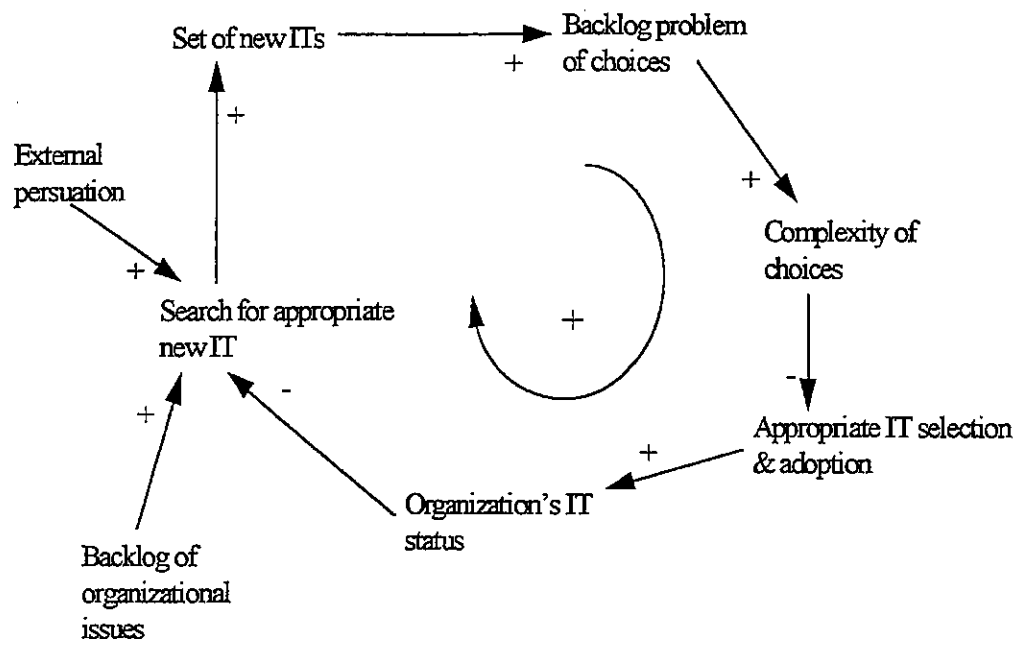 Set of new ITs
+
Backlog problem
of choices
+
External
persuation
+
+
Complexity of
choices
Search for appropriate
new IT
+
-
+
-
Appropriate IT selection
& adoption
+
Organization's IT
status
Backlog of
organizational
issues